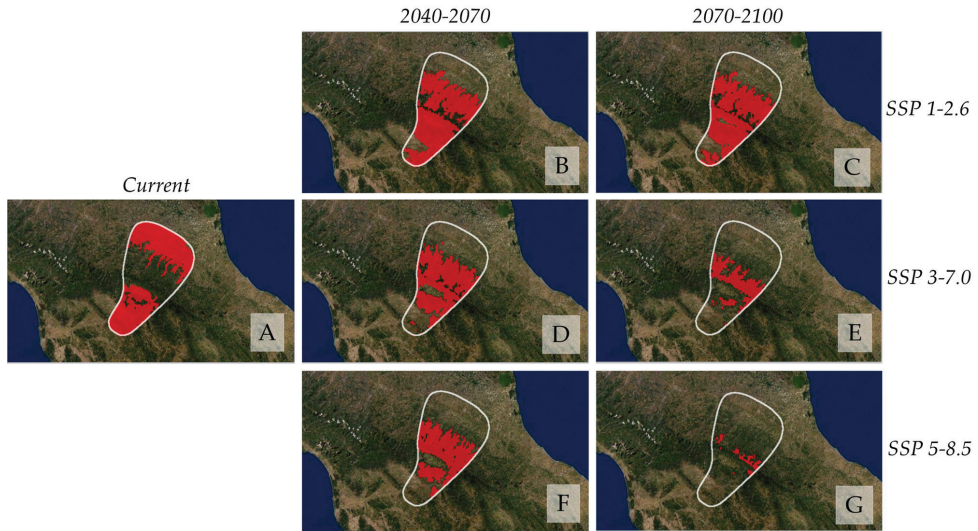 2040-2070
2070-2100
SSP 1-2.6
B
C
Current
SSP 3-7.0
A
D
E
SSP 5-8.5
F
G